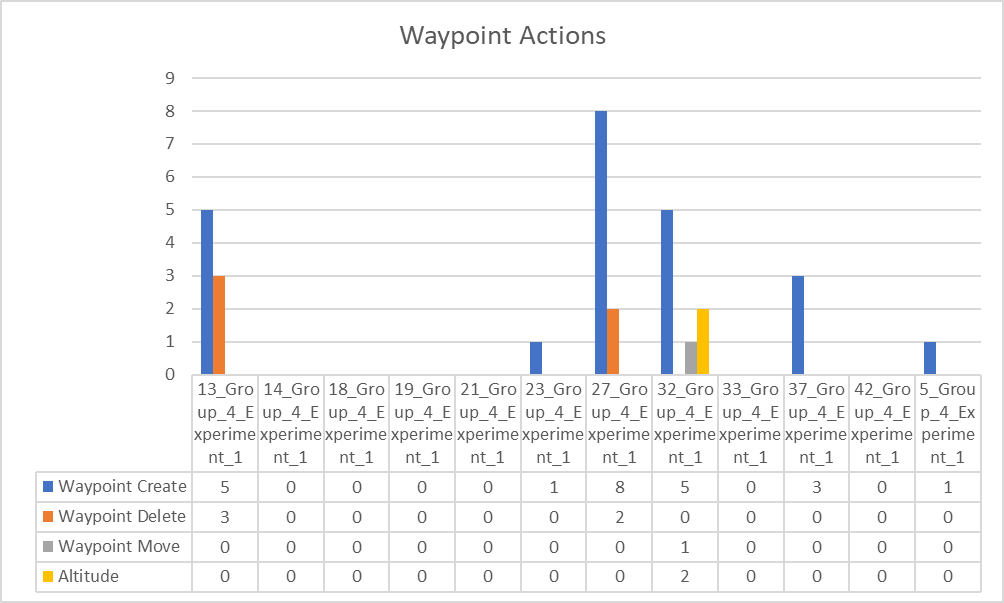 Waypoint Actions
9
8
7
6
5
4
3
2
1
0
13_Gro 14_Gro 18_Gro 19_Gro 21_Gro 23_Gro 27_Gro 32_Gro 33_Gro 37_Gro 42_Gro 5_Grou
up_4_E up_4_E up_4_E up_4_E up_4_E up_4_E up_4_E up_4_E up_4_E up_4_E up_4_E p_4_Ex
xperime xperime xperime xperime xperime xperime xperime xperime xperime xperime xperime perime
nt_1 nt_1 nt_1 nt_1 nt_1 nt_1 nt_1 nt_1 nt_1 nt_1 nt_1 nt_1
Waypoint Create 5 0 0 0 0 1 8 5 0 3 0 1
Waypoint Delete 3 0 0 0 0 0 2 0 0 0 0 0
Waypoint Move 0 0 0 0 0 0 0 1 0 0 0 0
Altitude 0 0 0 0 0 0 0 2 0 0 0 0